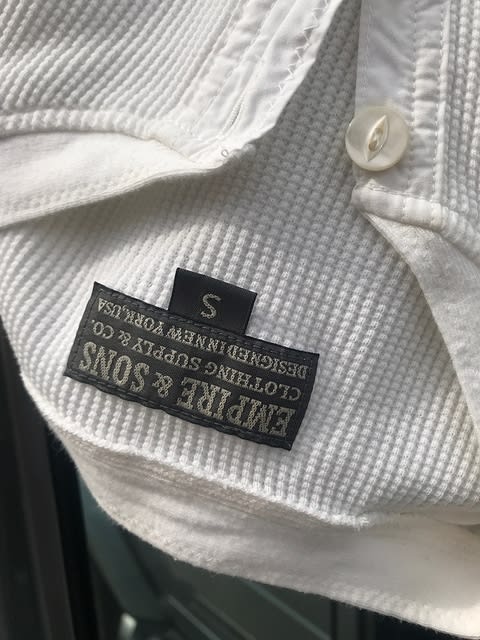 EMPIRE & SONS
CLOTHING SUPPLY & CO.
DESIGNED IN NEW YORK,USA
S